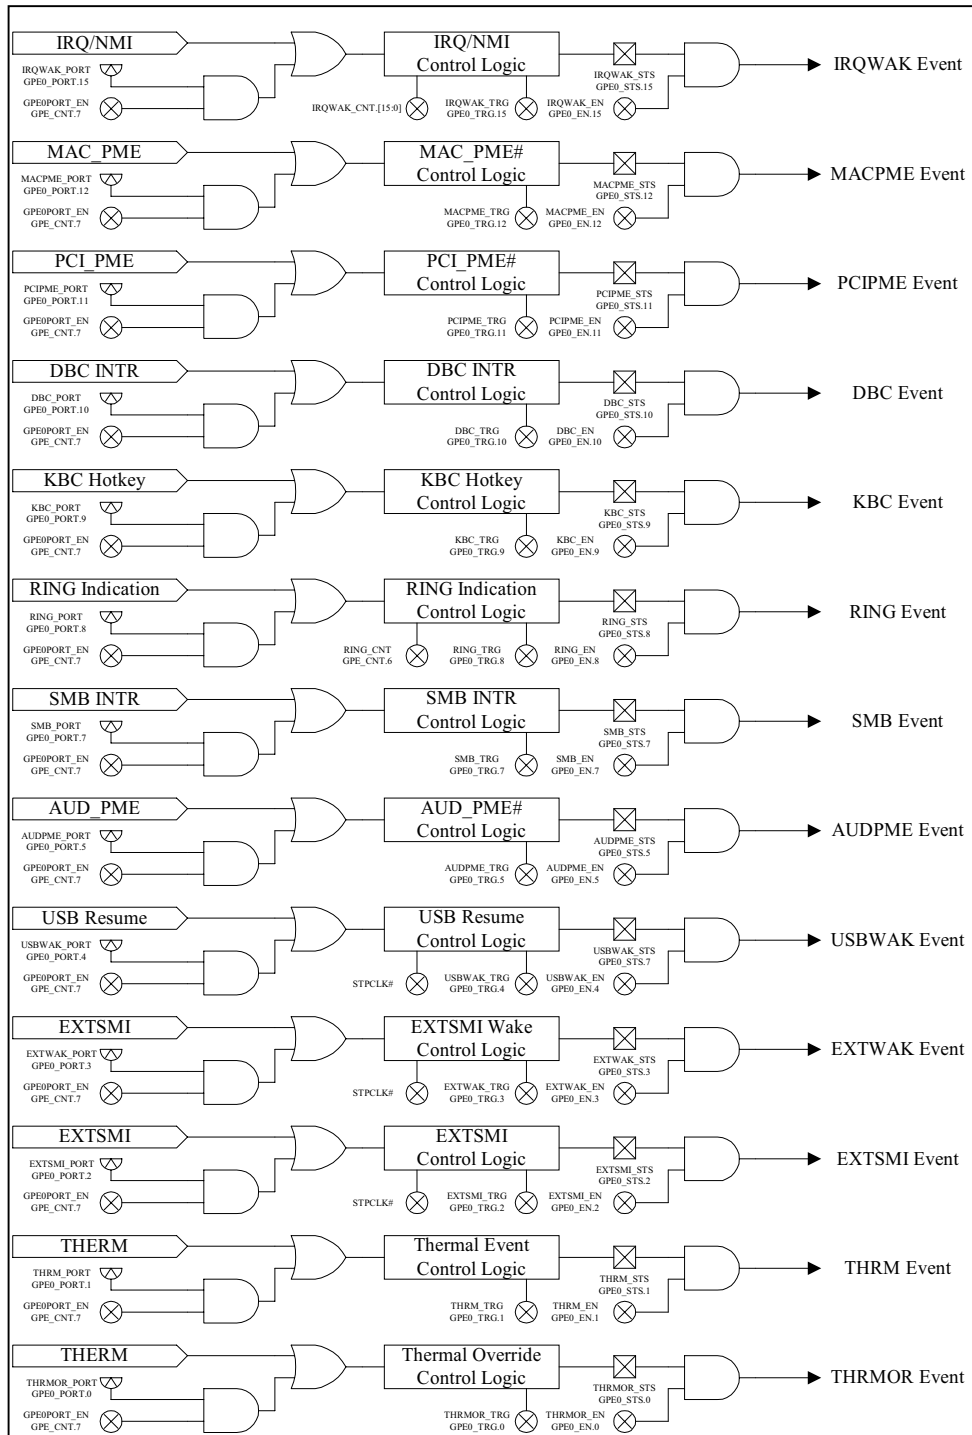 IRQ/NMI
IRQWAK_PORT
GPE0_PORT.15
GPE0PORT_EN
GPE_CNT.7
IRQ/NMI
Control Logic
IRQWAK_CNT.[15:0]
IRQWAK_TRG
GPE0_TRG.15
IRQWAK_STS
GPE0_STS.15
IRQWAK_EN
GPE0_EN.15
IRQWAK Event
MAC_PME
MACPME_PORT
GPE0_PORT.12
GPE0PORT_EN
GPE_CNT.7
MAC_PME#
Control Logic
MACPME_TRG
GPE0_TRG.12
MACPME_STS
GPE0_STS.12
MACPME_EN
GPE0_EN.12
MACPME Event
PCI_PME
PCIPME_PORT
GPE0_PORT.11
GPE0PORT_EN
GPE_CNT.7
PCI_PME#
Control Logic
PCIPME_TRG
GPE0_TRG.11
PCIPME_STS
GPE0_STS.11
PCIPME_EN
GPE0_EN.11
PCIPME Event
DBC INTR
DBC_PORT
GPE0_PORT.10
GPE0PORT_EN
GPE_CNT.7
DBC INTR
Control Logic
DBC_TRG
GPE0_TRG.10
DBC_STS
GPE0_STS.10
DBC_EN
GPE0_EN.10
DBC Event
KBC Hotkey
KBC_PORT
GPE0_PORT.9
GPE0PORT_EN
GPE_CNT.7
KBC Hotkey
Control Logic
KBC_TRG
GPE0_TRG.9
KBC_STS
GPE0_STS.9
KBC_EN
GPE0_EN.9
KBC Event
RING Indication
RING_PORT
GPE0_PORT.8
GPE0PORT_EN
GPE_CNT.7
RING Indication
Control Logic
RING_CNT
GPE_CNT.6
RING_TRG
GPE0_TRG.8
RING_STS
GPE0_STS.8
RING_EN
GPE0_EN.8
RING Event
SMB INTR
SMB_PORT
GPE0_PORT.7
GPE0PORT_EN
GPE_CNT.7
SMB INTR
Control Logic
SMB_TRG
GPE0_TRG.7
SMB_STS
GPE0_STS.7
SMB_EN
GPE0_EN.7
SMB Event
AUD_PME
AUDPME_PORT
GPE0_PORT.5
GPE0PORT_EN
GPE_CNT.7
AUD_PME#
Control Logic
AUDPME_TRG
GPE0_TRG.5
AUDPME_STS
GPE0_STS.5
AUDPME_EN
GPE0_EN.5
AUDPME Event
USB Resume
USBWAK_PORT
GPE0_PORT.4
GPE0PORT_EN
GPE_CNT.7
USB Resume
Control Logic
STPCLK#
USBWAK_TRG
GPE0_TRG.4
USBWAK_STS
GPE0_STS.7
USBWAK_EN
GPE0_EN.4
USBWAK Event
EXTSMI
EXTWAK_PORT
GPE0_PORT.3
GPE0PORT_EN
GPE_CNT.7
EXTSMI Wake
Control Logic
STPCLK#
EXTWAK_TRG
GPE0_TRG.3
EXTWAK_STS
GPE0_STS.3
EXTWAK_EN
GPE0_EN.3
EXTWAK Event
EXTSMI
EXTSMI_PORT
GPE0_PORT.2
GPE0PORT_EN
GPE_CNT.7
EXTSMI
Control Logic
STPCLK#
EXTSMI_TRG
GPE0_TRG.2
EXTSMI_STS
GPE0_STS.2
EXTSMI_EN
GPE0_EN.2
EXTSMI Event
THERM
THRM_PORT
GPE0_PORT.1
GPE0PORT_EN
GPE_CNT.7
Thermal Event
Control Logic
THRM_TRG
GPE0_TRG.1
THRM_STS
GPE0_STS.1
THRM_EN
GPE0_EN.1
THRM Event
THERM
THRMOR_PORT
GPE0_PORT.0
GPE0PORT_EN
GPE_CNT.7
Thermal Override
Control Logic
THRMOR_TRG
GPE0_TRG.0
THRMOR_STS
GPE0_STS.0
THRMOR_EN
GPE0_EN.0
THRMOR Event